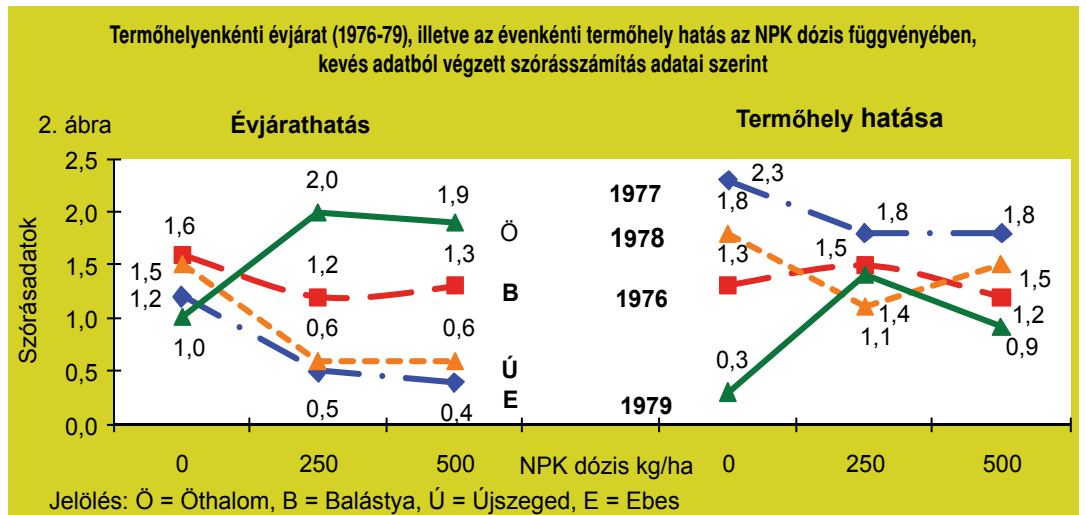 Termőhelyenkénti évjárat (1976-79), illetve az évenkénti termőhely hatás az NPK dózis függvényében,
kevés adatból végzett szórásszámítás adatai szerint
2. ábra
Évjárathatás
Termőhely hatása
Szórásadatok
2,5
2,0
1,5
1,0
0,5
0,0
1,6
1,5
1,2
1,0
2,0
1,2
0,6
0,5
1,9
1,3
0,6
0,4
Ö
B
Ú
E
1977
1978
1976
1979
2,3
1,8
1,3
0,3
1,8
1,5
1,4
1,1
1,8
1,5
1,2
0,9
0 250 500 NPK dózis kg/ha 0 250 500
Jelölés: Ö = Öthalom, B = Balástya, Ú = Újszeged, E = Ebes